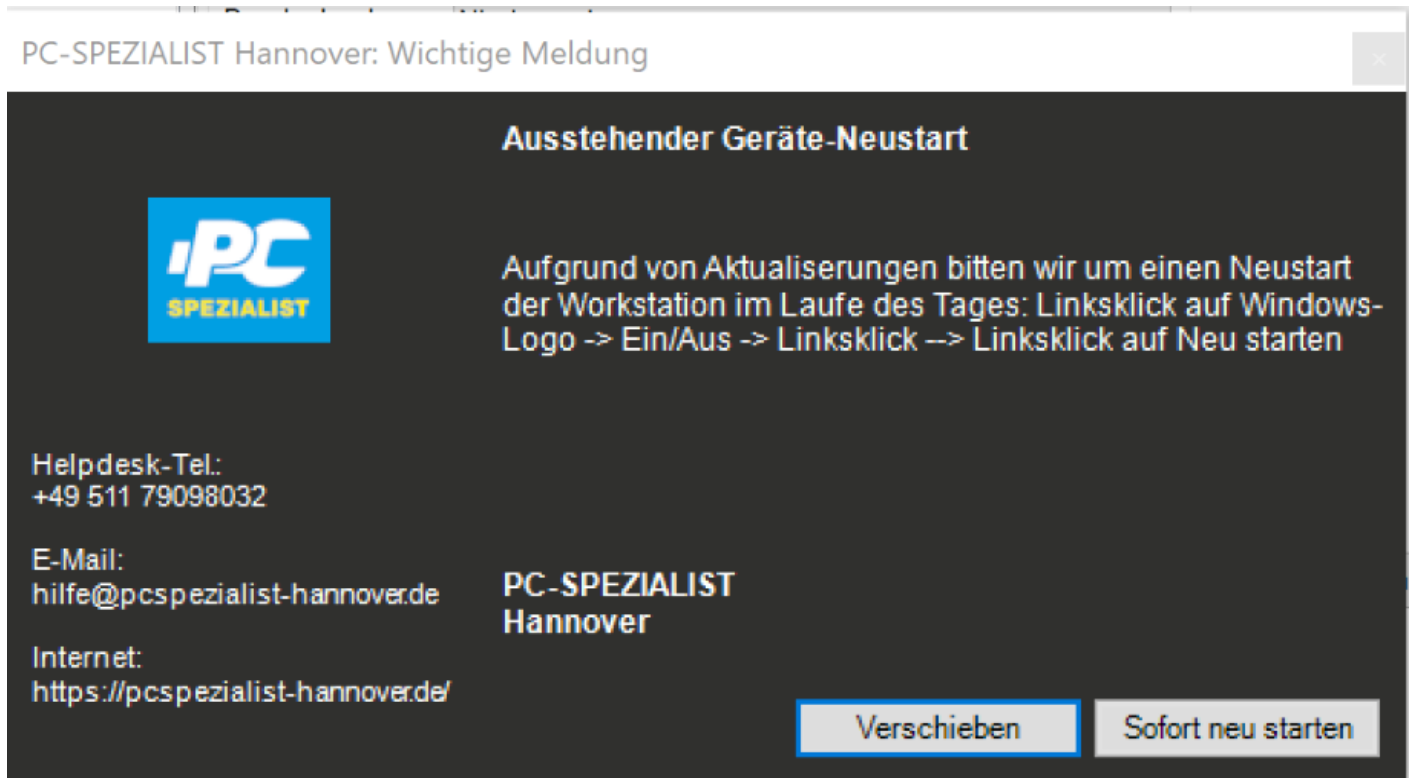 PC-SPEZIALIST Hannover: Wichtige Meldung
Ausstehender Geräte-Neustart
PC
SPEZIALIST
Aufgrund von Aktualiserungen bitten wir um einen Neustart
der Workstation im Laufe des Tages: Linksklick auf Windows-
Logo -> Ein/Aus -> Linksklick --> Linksklick auf Neu starten
Helpdesk-Tel.:
+49 511 79098032
E-Mail:
hilfe@pcspezialist-hannover.de
Internet:
https://pcspezialist-hannover.de/
PC-SPEZIALIST
Hannover
Verschieben
Sofort neu starten